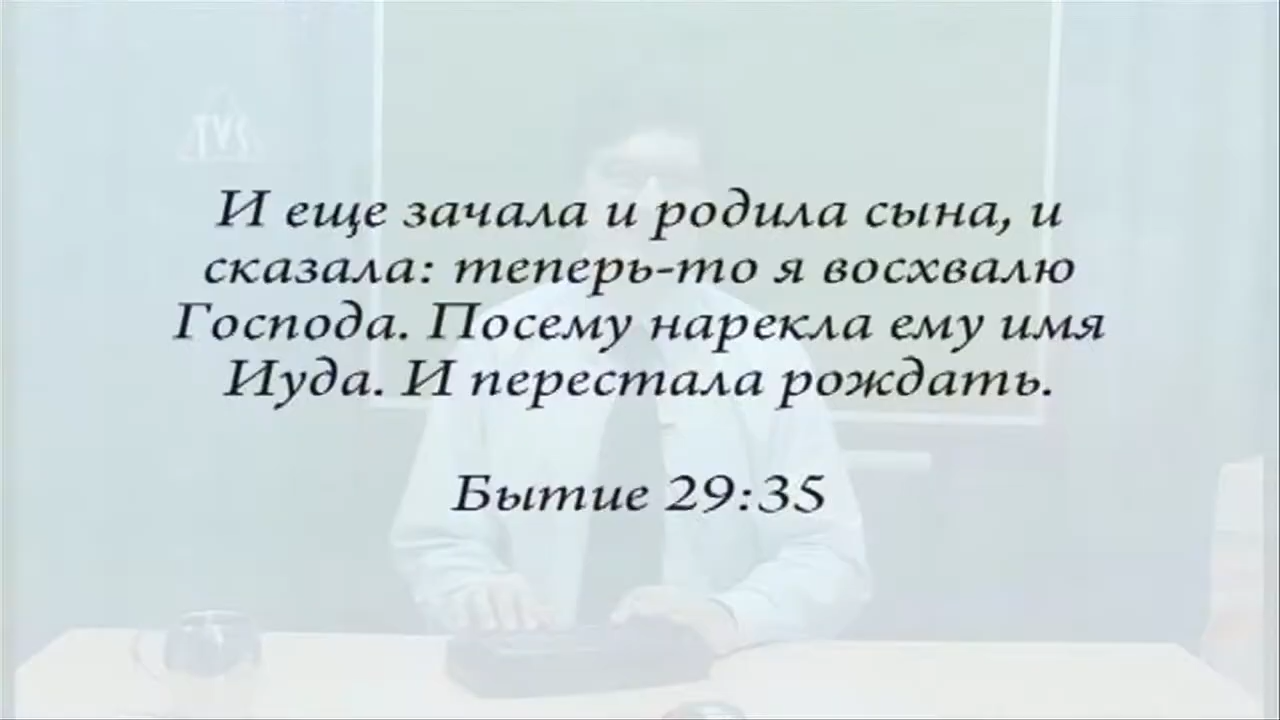 TVS
И еще зачала и родила сына, и
сказала: теперь-то я восхвалю
Господа. Посему нарекла ему имя
Иуда. И перестала рождать.
Бытие 29:35